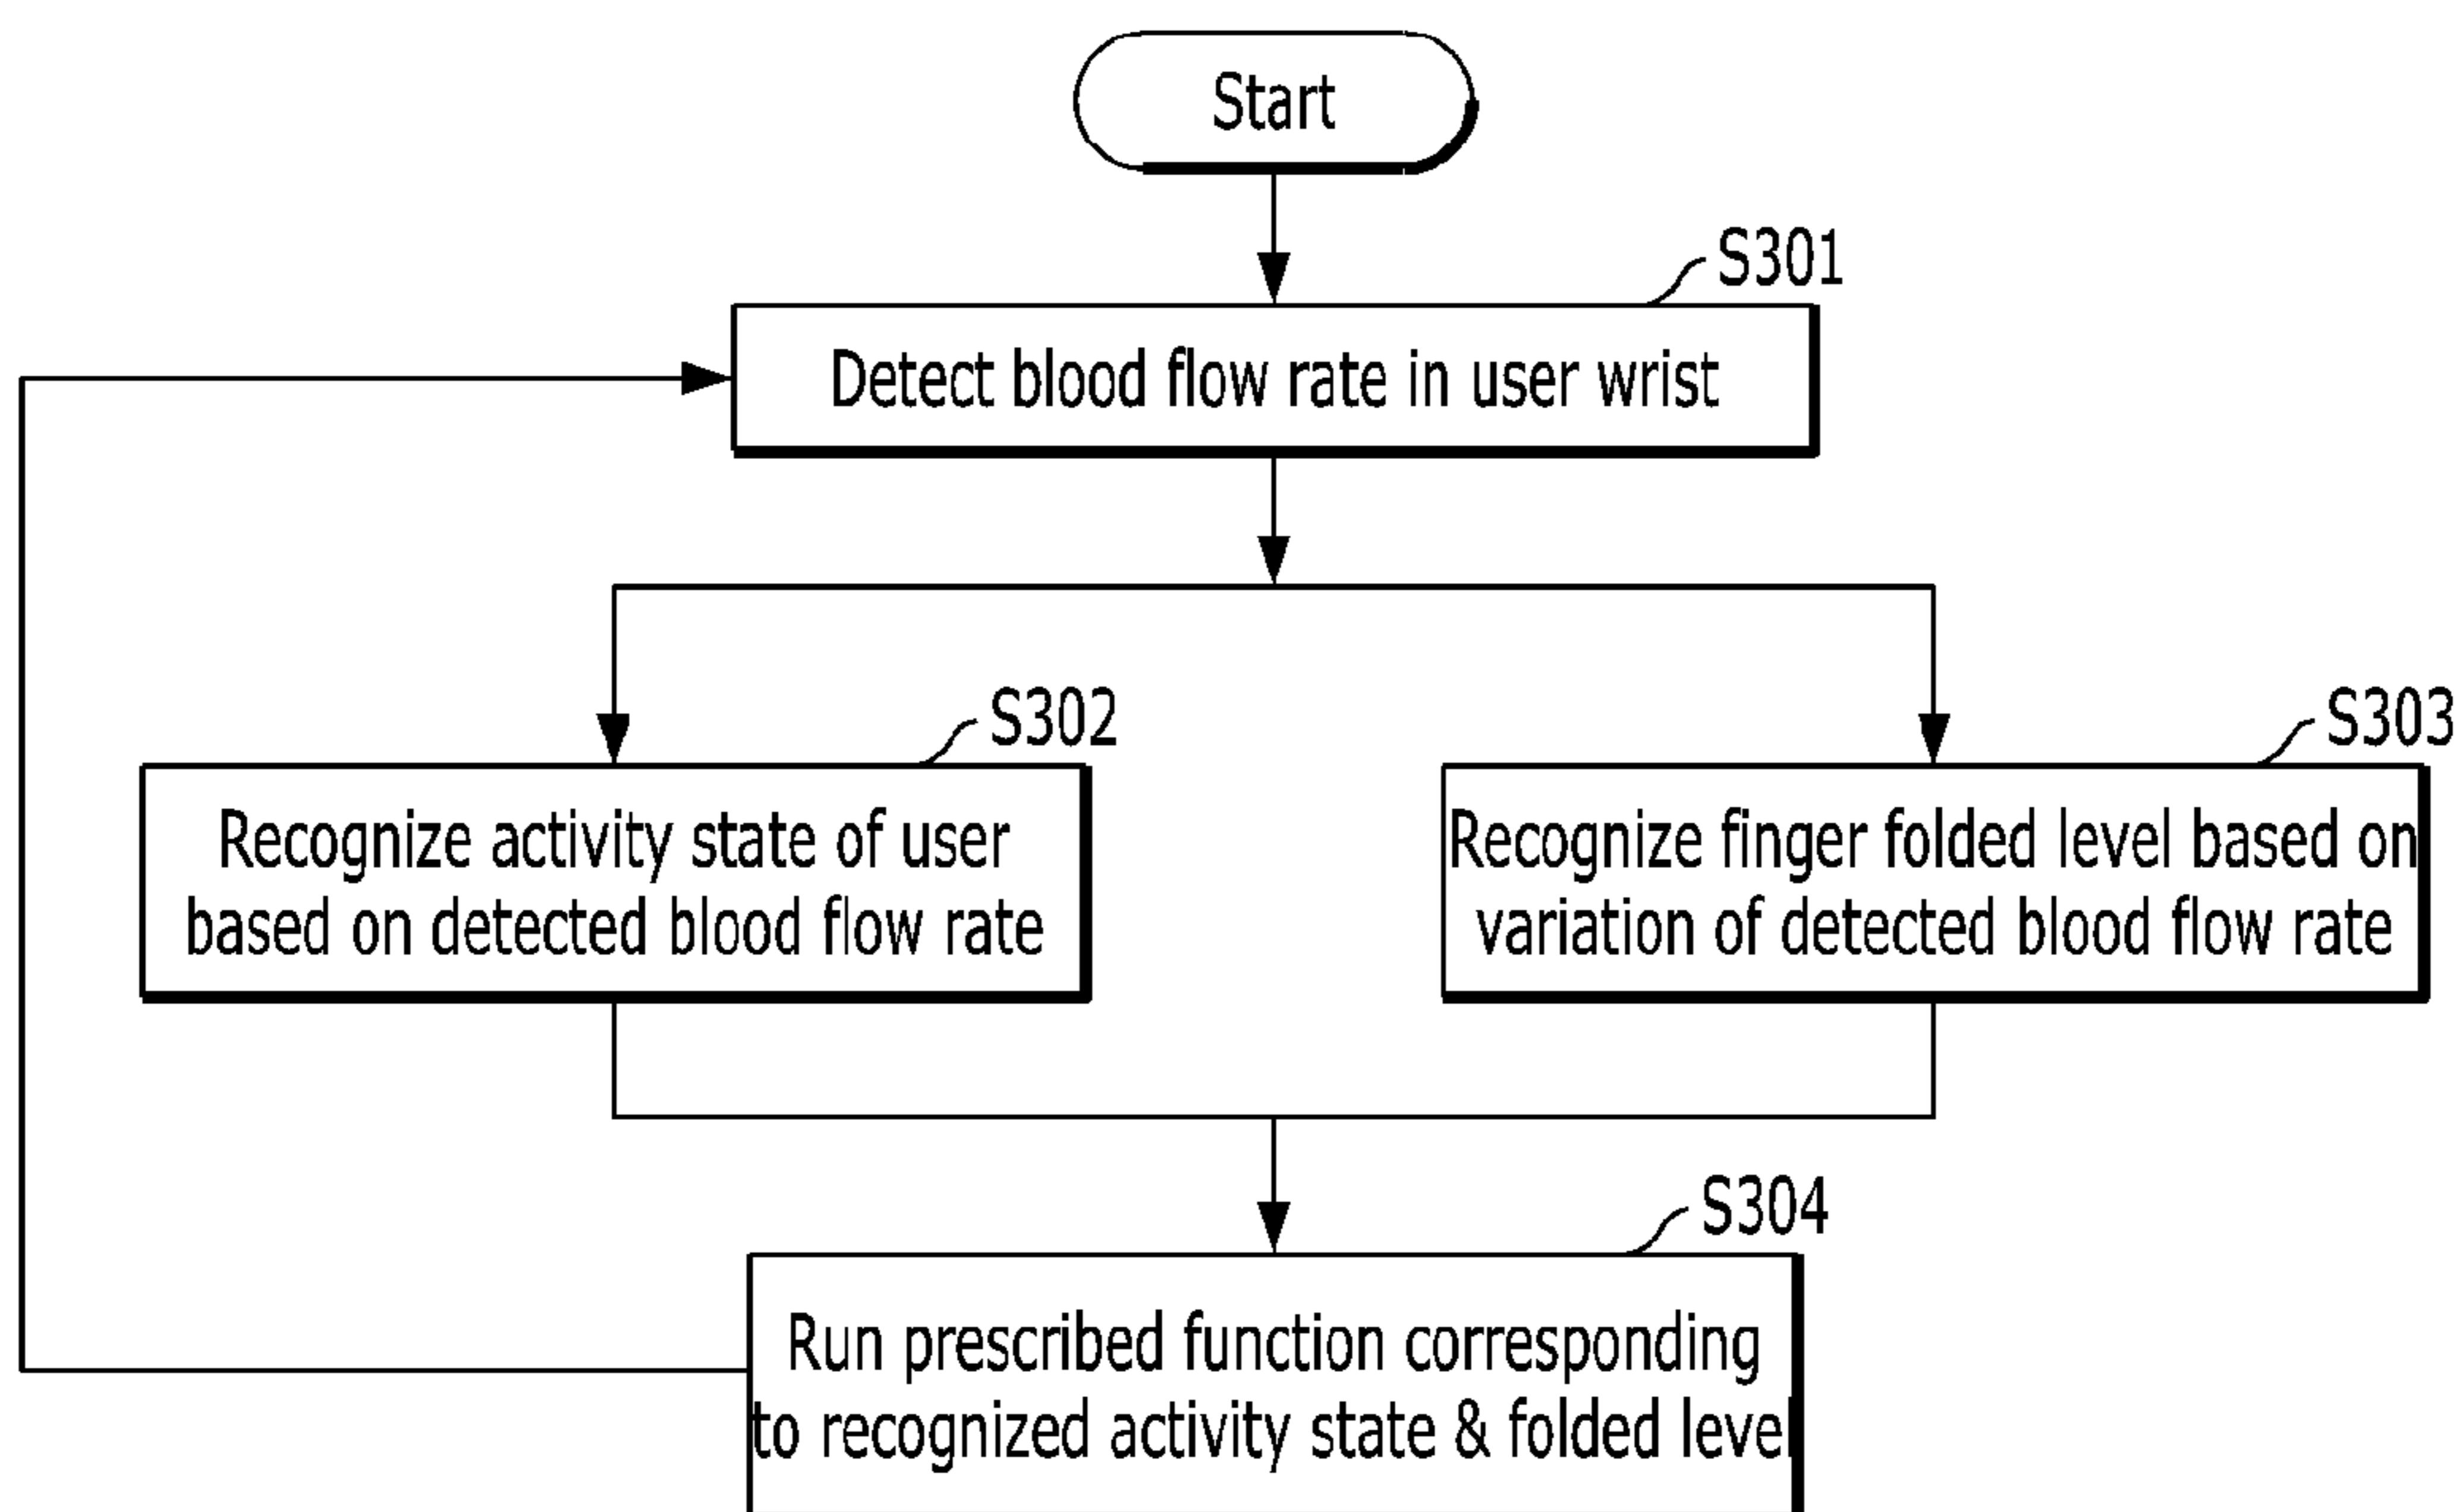 Start
S301
Detect blood flow rate in user wrist
S302
Recognize activity state of user
based on detected blood flow rate
S303
Recognize finger folded level based on
variation of detected blood flow rate
S304
Run prescribed function corresponding
to recognized activity state & folded level